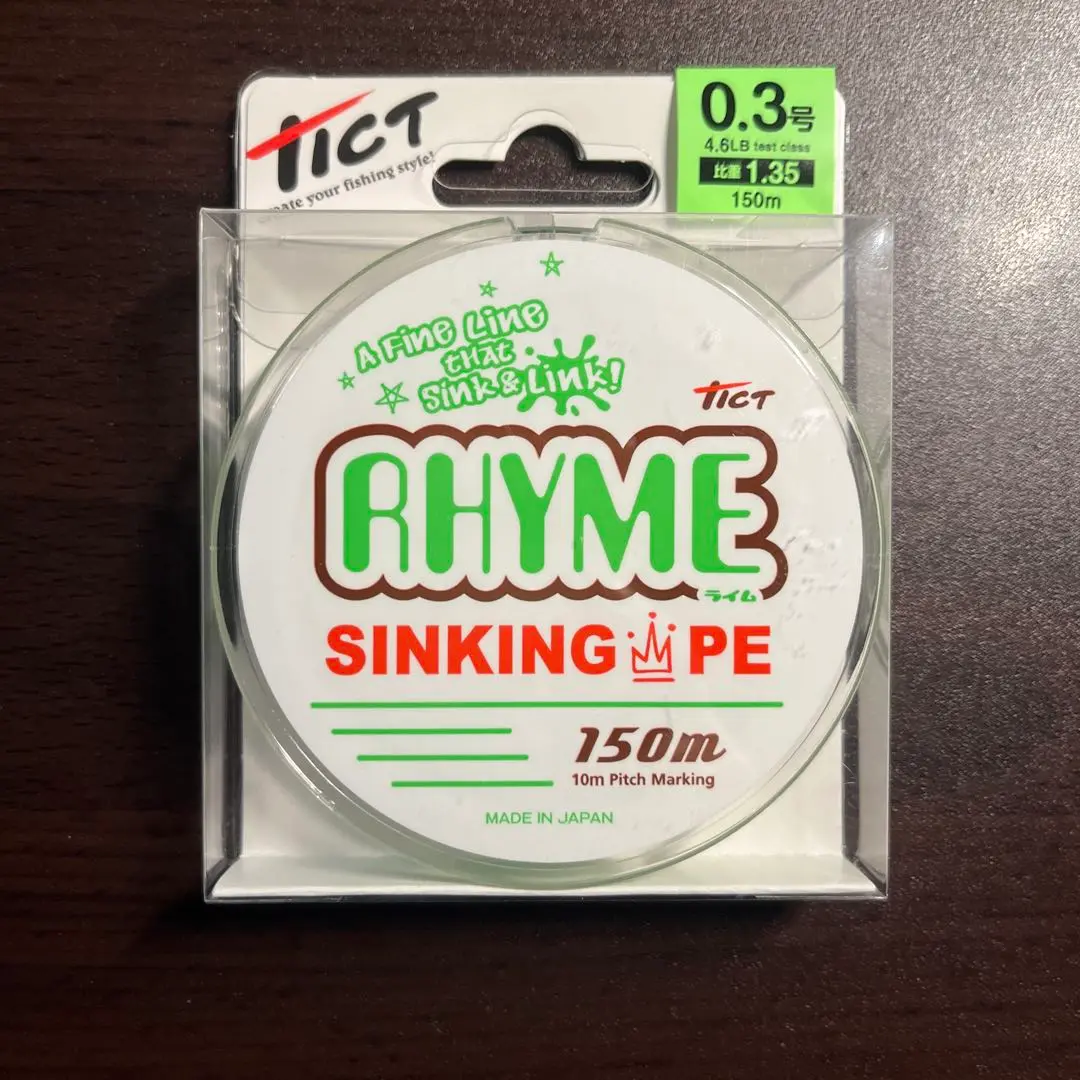 TICT
eate your fishing style!
0.3号
4.6LB test class
比重 1.35
150m
A Fine Line
that
Sink & Link!
TICT
RHYME
ライム
SINKING PE
150m
10m Pitch Marking
MADE IN JAPAN